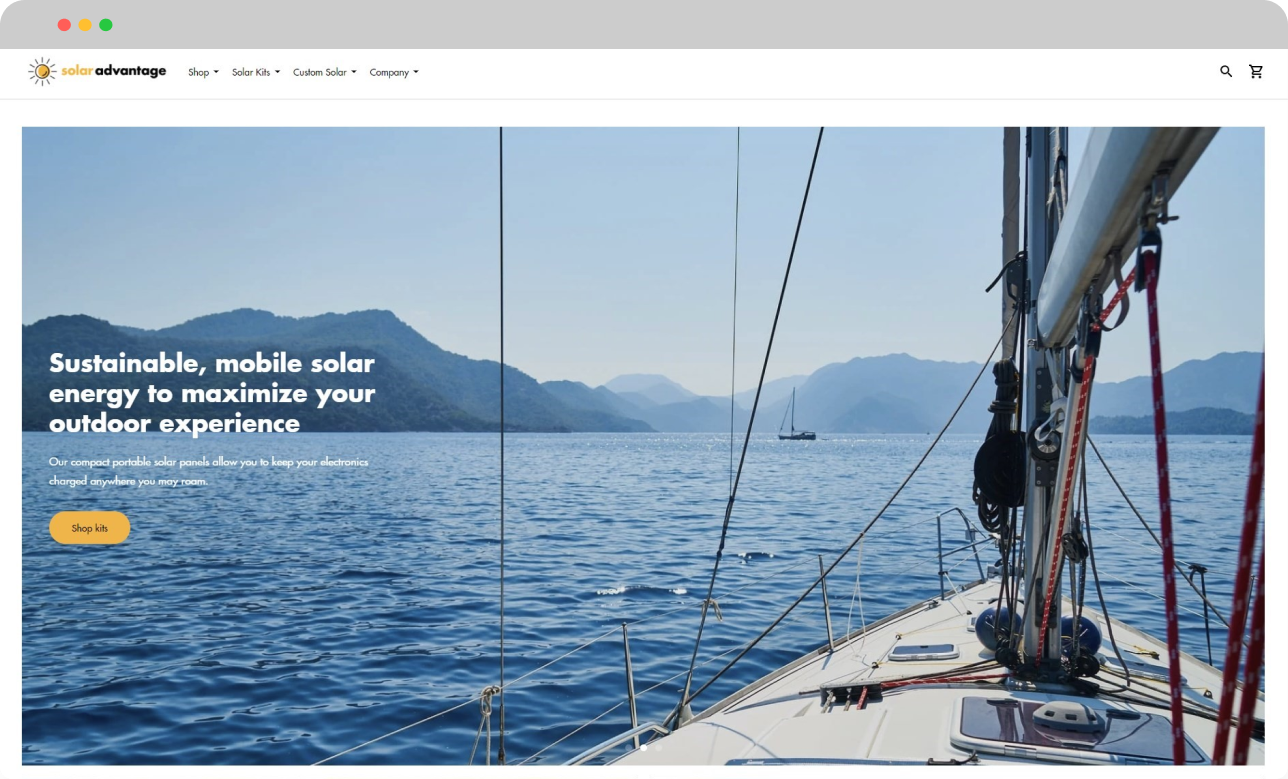 solar advantage
Shop
Solar Kits
Custom Solar
Company
Sustainable, mobile solar
energy to maximize your
outdoor experience
Our compact portable solar panels allow you to keep your electronics
charged anywhere you may roam.
Shop kits